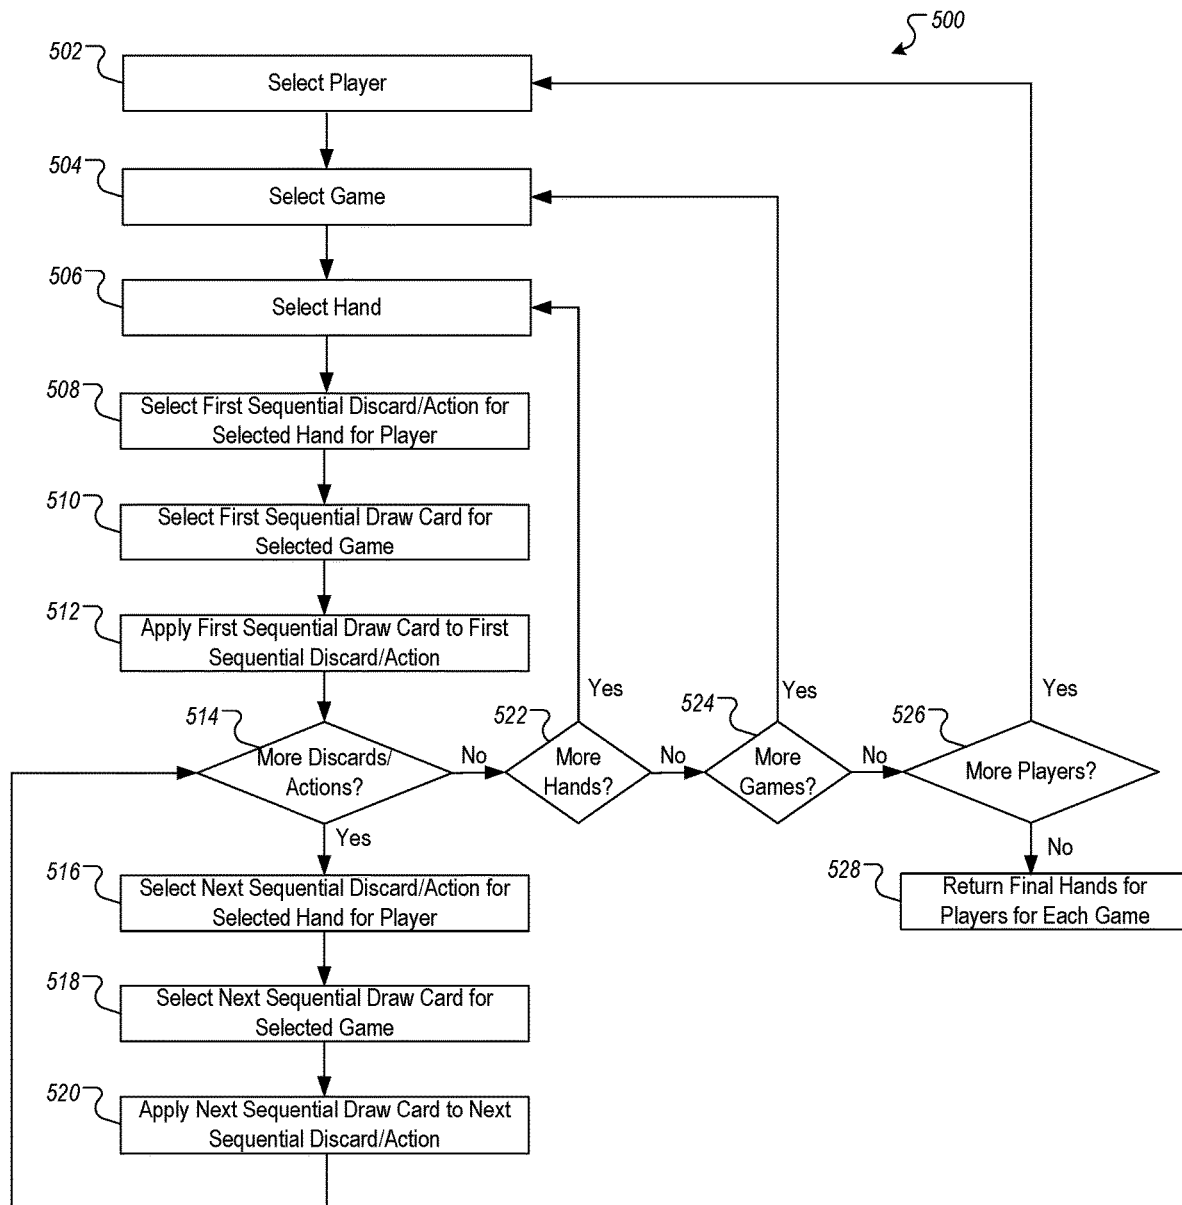 500
502
Select Player
504
Select Game
506
Select Hand
508
Select First Sequential Discard/Action for
Selected Hand for Player
510
Select First Sequential Draw Card for
Selected Game
512
Apply First Sequential Draw Card to First
Sequential Discard/Action
514
More Discards/
Actions?
No
Yes
522
More
Hands?
Yes
No
524
More
Games?
Yes
No
526
More Players?
Yes
No
516
Select Next Sequential Discard/Action for
Selected Hand for Player
528
Return Final Hands for
Players for Each Game
518
Select Next Sequential Draw Card for
Selected Game
520
Apply Next Sequential Draw Card to Next
Sequential Discard/Action